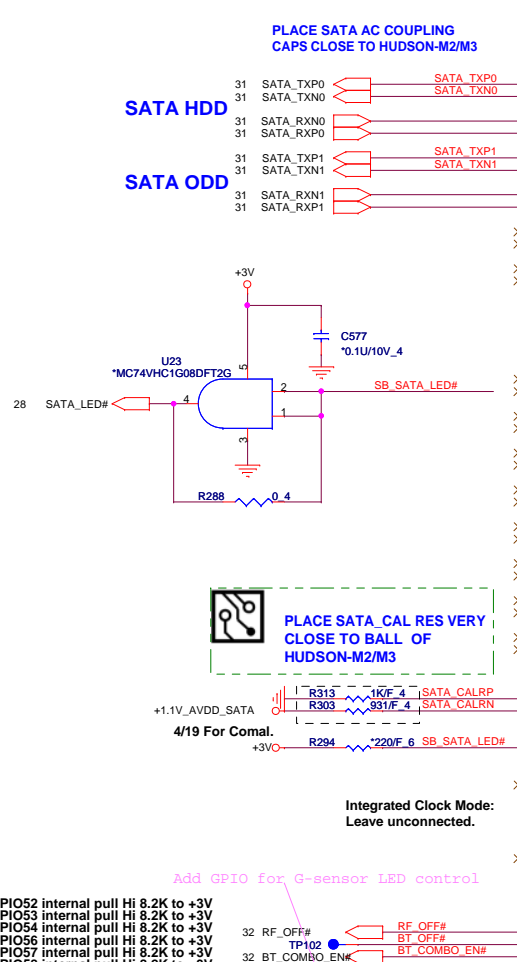 PLACE SATA AC COUPLING
CAPS CLOSE TO HUDSON-M2/M3
SATA HDD
31 SATA_TXP0 SATA_TXP0
31 SATA_TXN0 SATA_TXN0
31 SATA_RXN0
31 SATA_RXP0
SATA ODD
31 SATA_TXP1 SATA_TXP1
31 SATA_TXN1 SATA_TXN1
31 SATA_RXN1
31 SATA_RXP1
+3V
C577
*0.1U/10V_4
U23
*MC74VHC1G08DFT2G
5
2 SB_SATA_LED#
28 SATA_LED# 4
1
3
R288 0_4
PLACE SATA_CAL RES VERY
CLOSE TO BALL OF
HUDSON-M2/M3
R313 1K/F_4 SATA_CALRP
+1.1V_AVDD_SATA R303 931/F_4 SATA_CALRN
4/19 For Comal.
+3V R294 *220/F_6 SB_SATA_LED#
Integrated Clock Mode:
Leave unconnected.
Add GPIO for G-sensor LED control
PIO52 internal pull Hi 8.2K to +3V
PIO53 internal pull Hi 8.2K to +3V
PIO54 internal pull Hi 8.2K to +3V
PIO56 internal pull Hi 8.2K to +3V
PIO57 internal pull Hi 8.2K to +3V
32 RF_OFF# RF_OFF#
TP102 BT_OFF#
32 BT_COMBO_EN# BT_COMBO_EN#